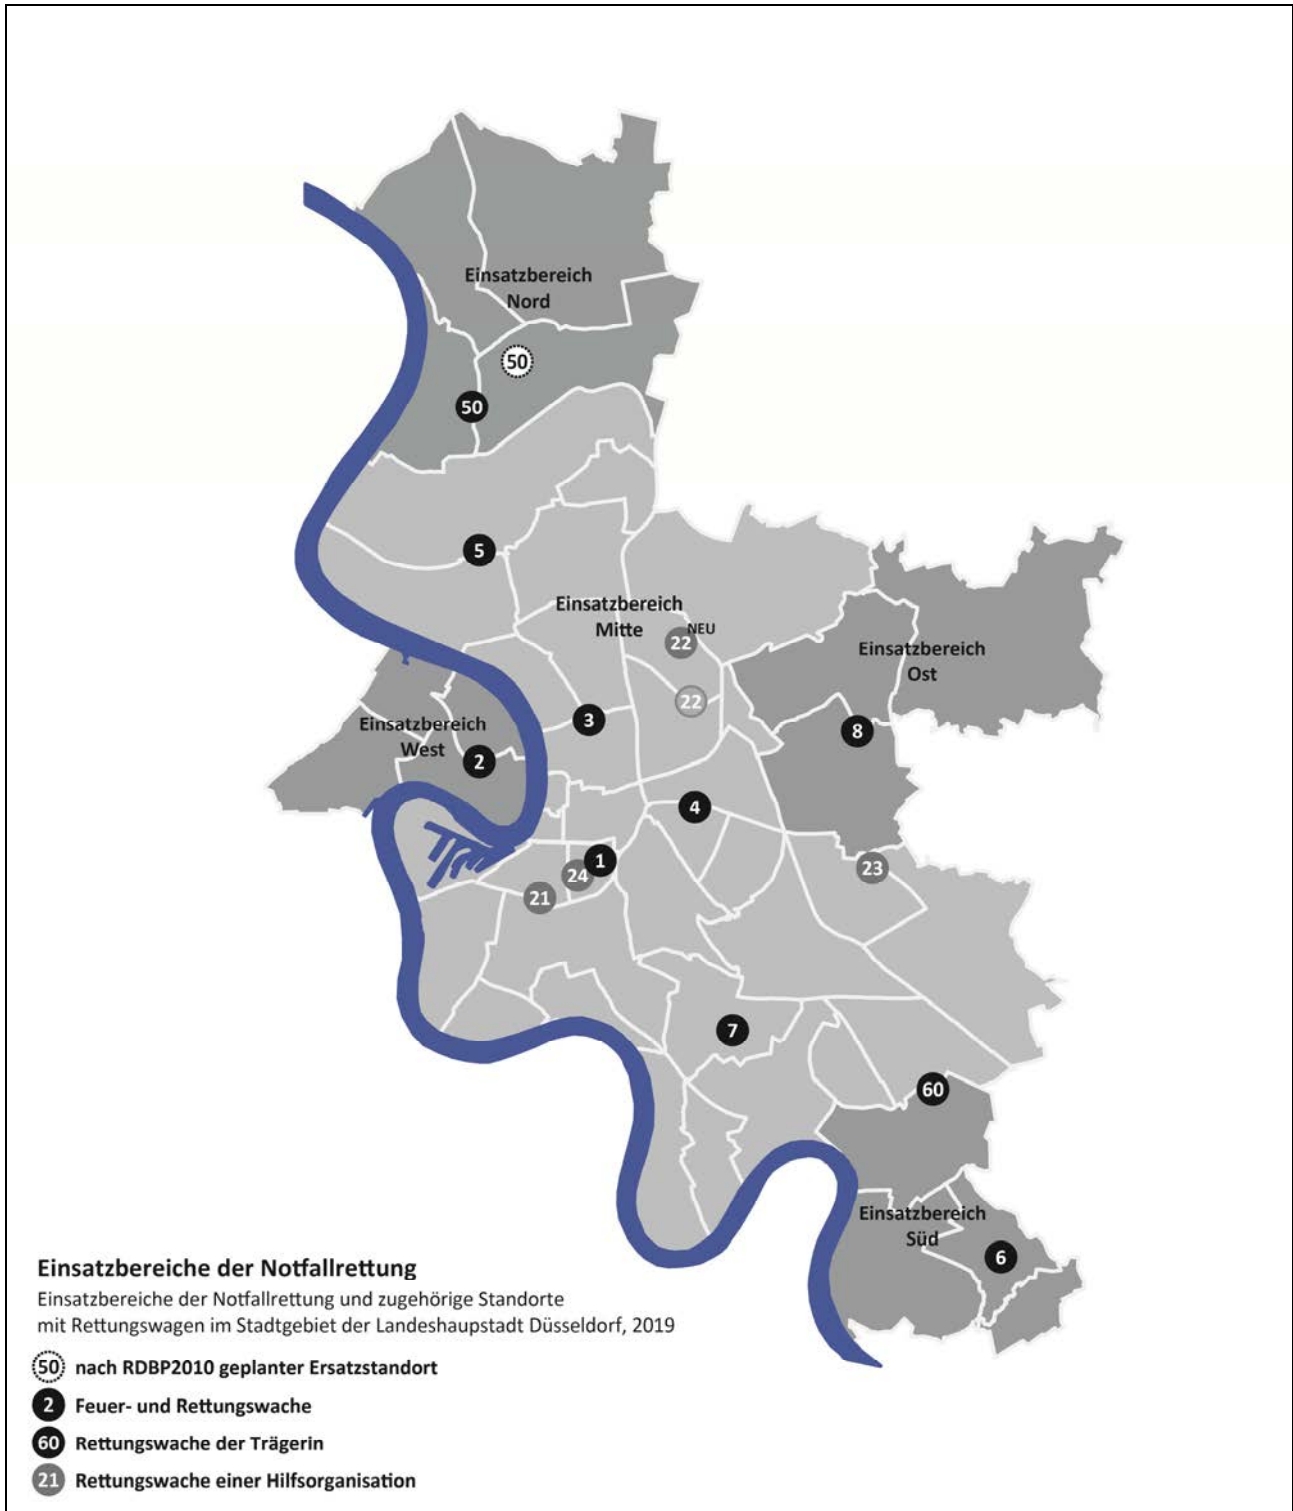 Einsatzbereich
Nord
50
50
5
Einsatzbereich
Mitte
22 NEU
22
Einsatzbereich
Ost
Einsatzbereich
West
3
8
2
4
1
24
21
23
7
60
Einsatzbereich
Süd
6
Einsatzbereiche der Notfallrettung
Einsatzbereiche der Notfallrettung und zugehörige Standorte
mit Rettungswagen im Stadtgebiet der Landeshaupstadt Düsseldorf, 2019
50 nach RDBP2010 geplanter Ersatzstandort
2 Feuer- und Rettungswache
60 Rettungswache der Trägerin
21 Rettungswache einer Hilfsorganisation